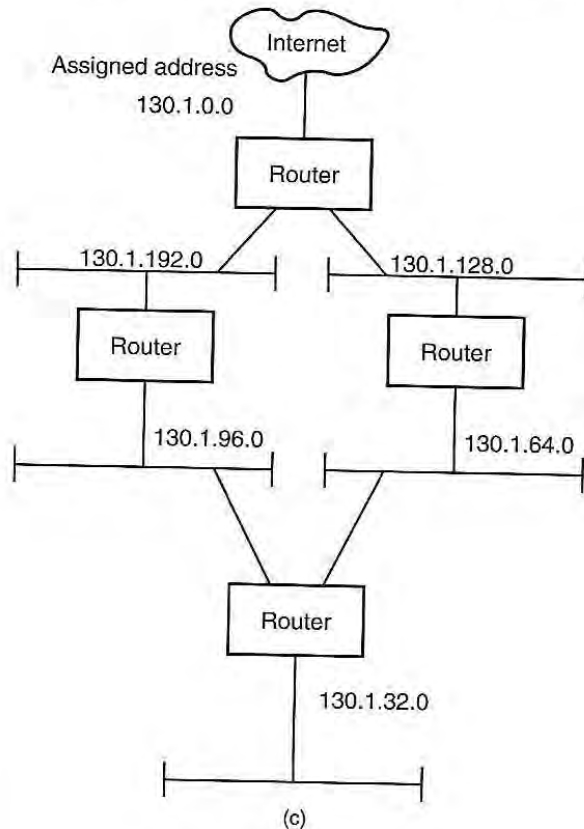 Internet
Assigned address
130.1.0.0
Router
130.1.192.0
130.1.128.0
Router
Router
130.1.96.0
130.1.64.0
Router
130.1.32.0
(c)